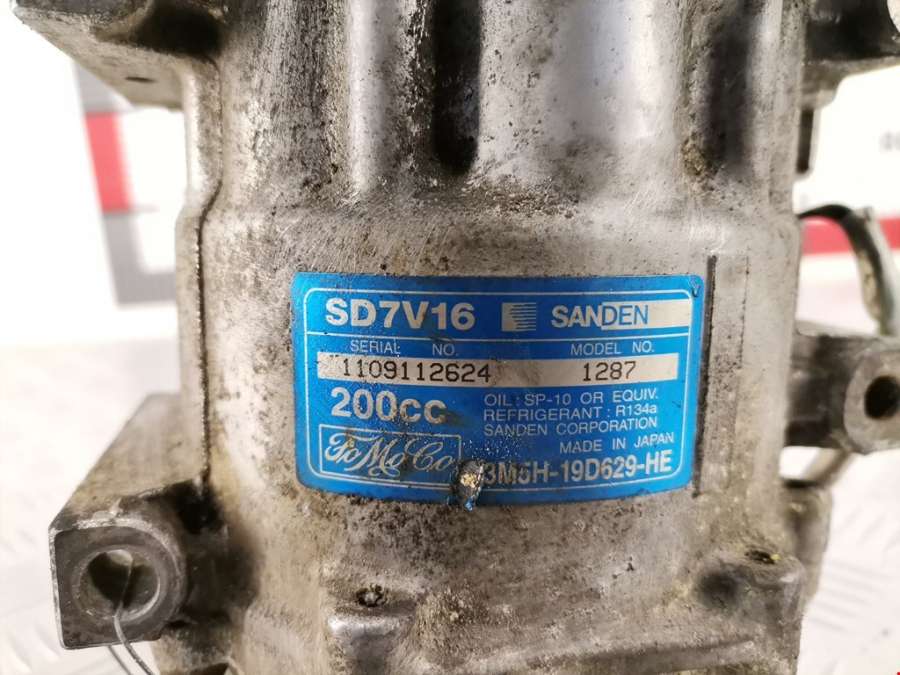 SD7V16 SANDEN
SERIAL NO. MODEL NO.
1109112624 1287
200cc
OIL : SP-10 OR EQUIV.
REFRIGERANT : R134a
SANDEN CORPORATION
MADE IN JAPAN
FoMoCo 3M5H-19D629-HE